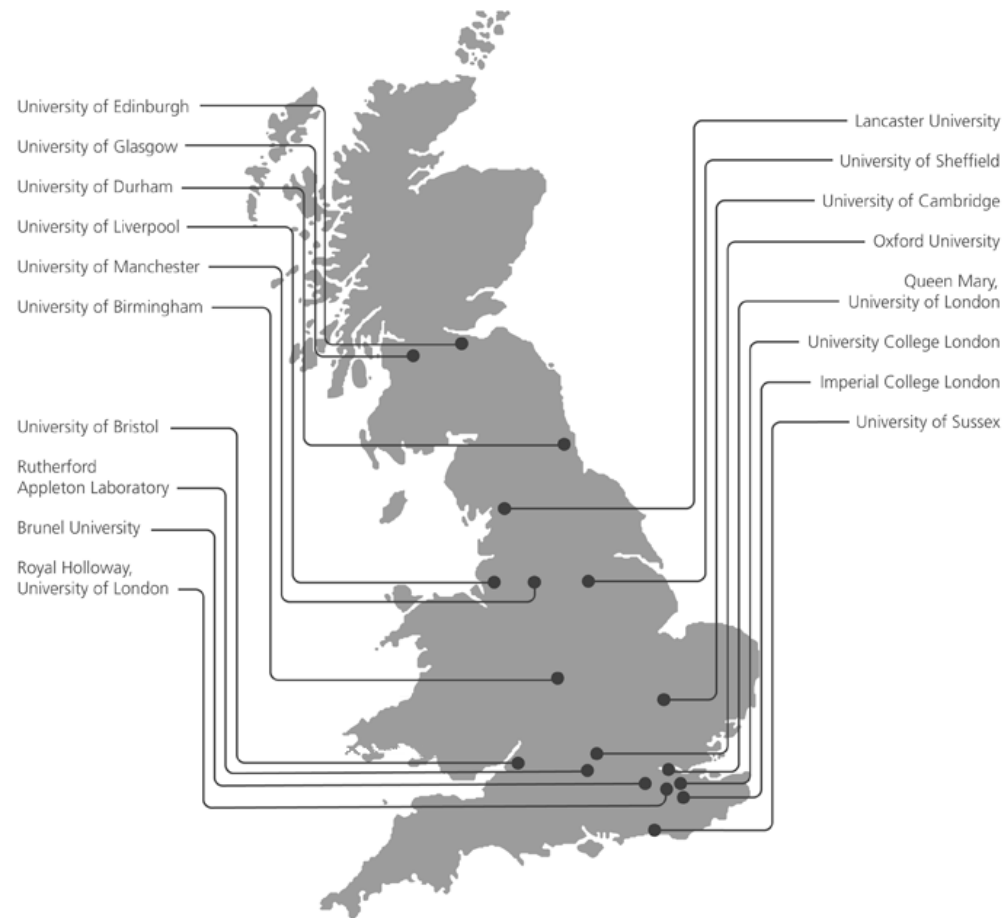 University of Edinburgh
University of Glasgow
University of Durham
University of Liverpool
University of Manchester
University of Birmingham
University of Bristol
Rutherford
Appleton Laboratory
Brunel University
Royal Holloway,
University of London
Lancaster University
University of Sheffield
University of Cambridge
Oxford University
Queen Mary,
University of London
University College London
Imperial College London
University of Sussex